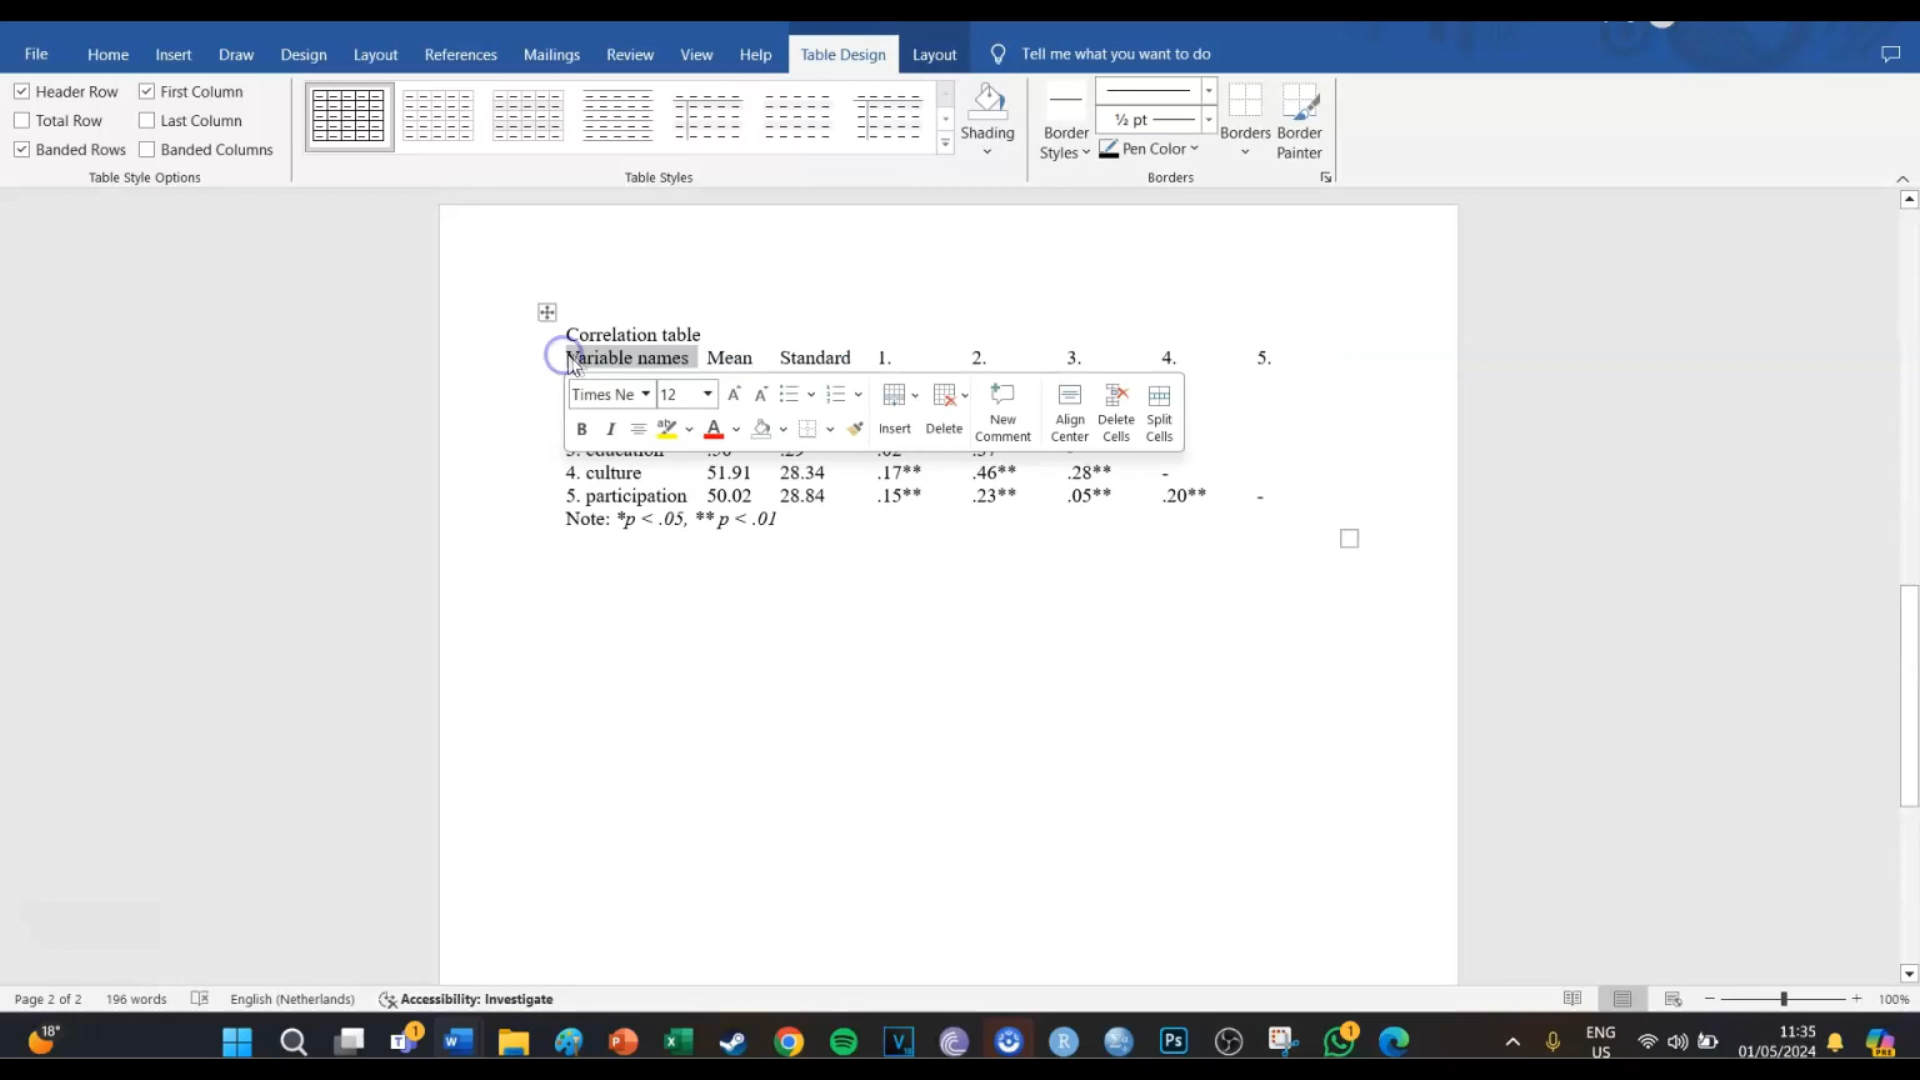 File Home Insert Draw Design Layout References Mailings Review View Help Table Design Layout Tell me what you want to do
Header Row First Column
Total Row Last Column
Banded Rows Banded Columns
Table Style Options
Table Styles
Shading
Border Styles
½ pt
Pen Color
Borders
Border Painter
Borders
Correlation table
Variable names Mean Standard 1. 2. 3. 4. 5.
Times Ne 12
B I Insert Delete New Comment Align Center Delete Cells Split Cells
4. culture 51.91 28.34 .17** .46** .28** -
5. participation 50.02 28.84 .15** .23** .05** .20** -
Note: *p < .05, ** p < .01
Page 2 of 2 196 words English (Netherlands) Accessibility: Investigate 100%
18° 1 1 ENG US 11:35 01/05/2024